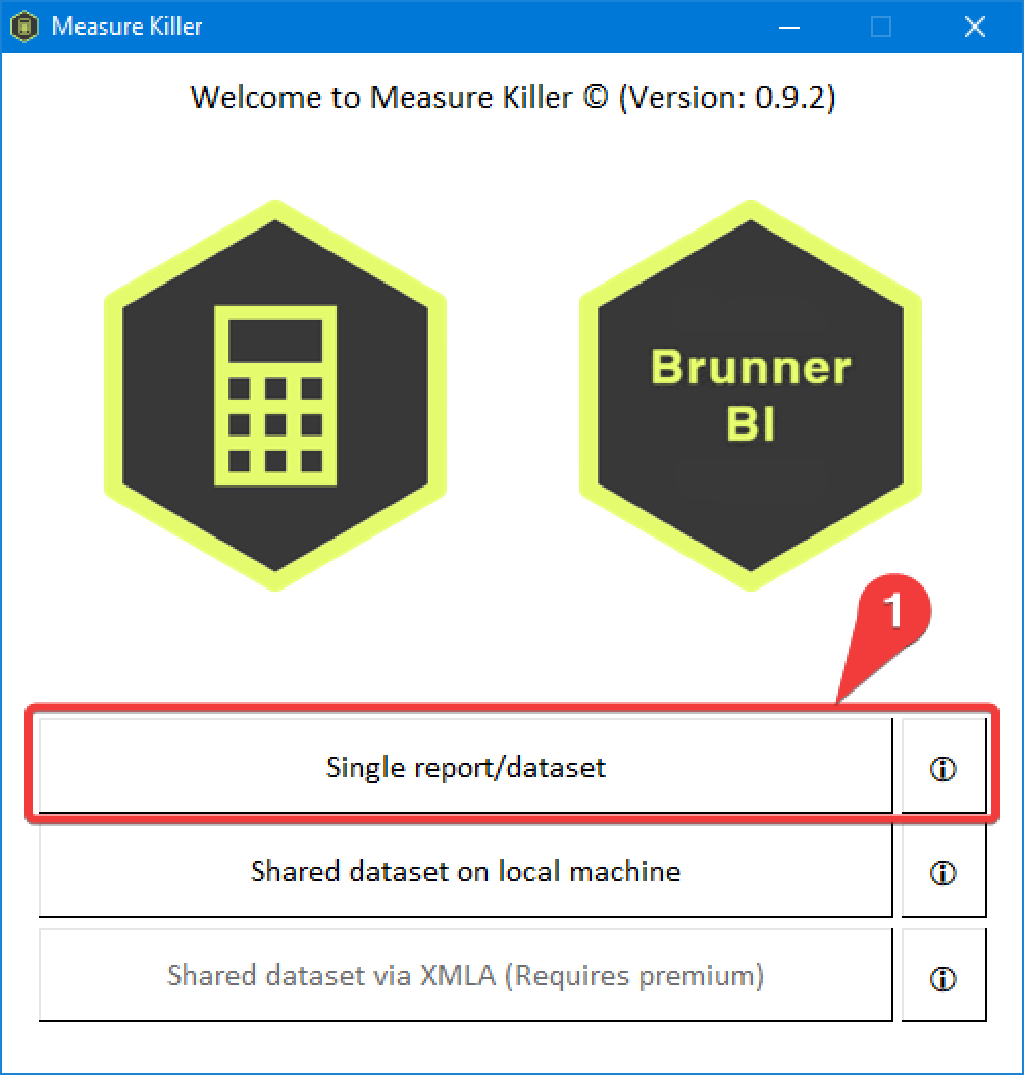 Measure Killer
Welcome to Measure Killer © (Version: 0.9.2)
Brunner
BI
1
Single report/dataset
Shared dataset on local machine
Shared dataset via XMLA (Requires premium)